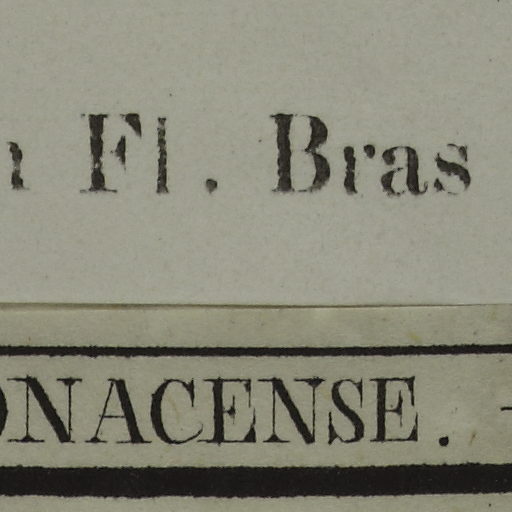 Fl. Bras
ONACENSE. -